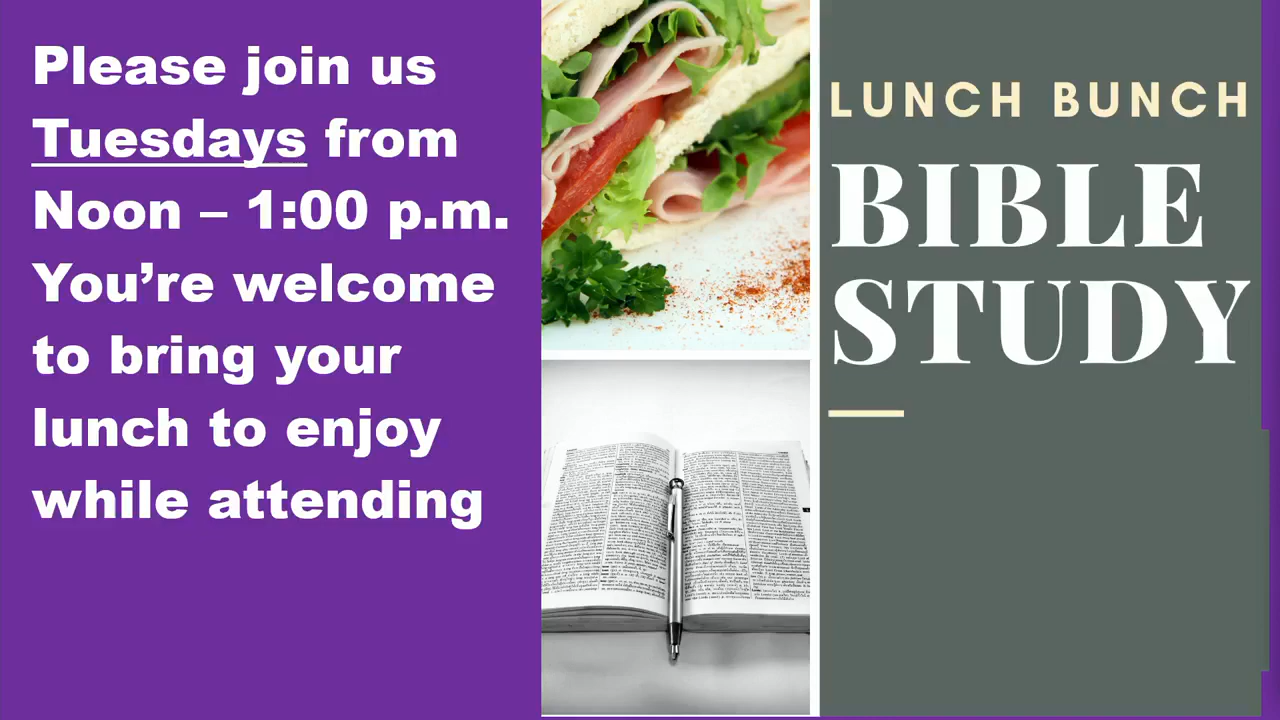 Please join us
Tuesdays from
Noon – 1:00 p.m.
You’re welcome
to bring your
lunch to enjoy
while attending
LUNCH BUNCH
BIBLE
STUDY